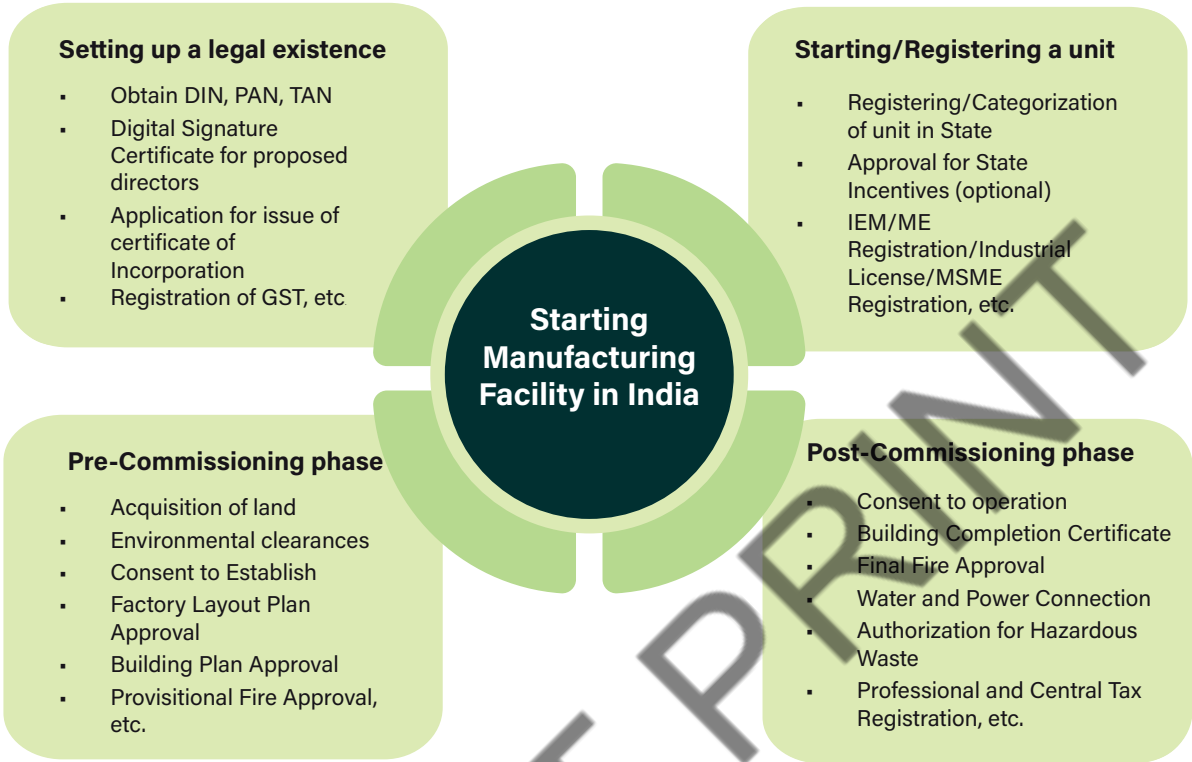 Setting up a legal existence
▪ Obtain DIN, PAN, TAN
▪ Digital Signature
Certificate for proposed
directors
▪ Application for issue of
certificate of
Incorporation
▪ Registration of GST, etc.
Starting/Registering a unit
▪ Registering/Categorization
of unit in State
▪ Approval for State
Incentives (optional)
▪ IEM/ME
Registration/Industrial
License/MSME
Registration, etc.
Starting
Manufacturing
Facility in India
Pre-Commissioning phase
▪ Acquisition of land
▪ Environmental clearances
▪ Consent to Establish
▪ Factory Layout Plan
Approval
▪ Building Plan Approval
▪ Provisitional Fire Approval,
etc.
Post-Commissioning phase
▪ Consent to operation
▪ Building Completion Certificate
▪ Final Fire Approval
▪ Water and Power Connection
▪ Authorization for Hazardous
Waste
▪ Professional and Central Tax
Registration, etc.
PRINT